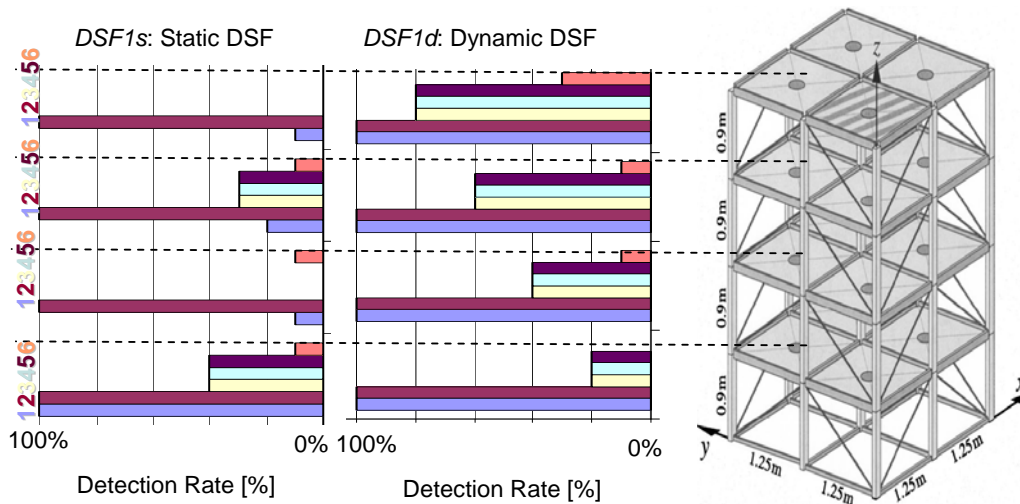 DSF1s: Static DSF
DSF1d: Dynamic DSF
123456
123456
123456
123456
100%
0%
100%
0%
Detection Rate [%]
Detection Rate [%]
z
0.9m
0.9m
0.9m
0.9m
x
y
1.25m
1.25m
1.25m
1.25m